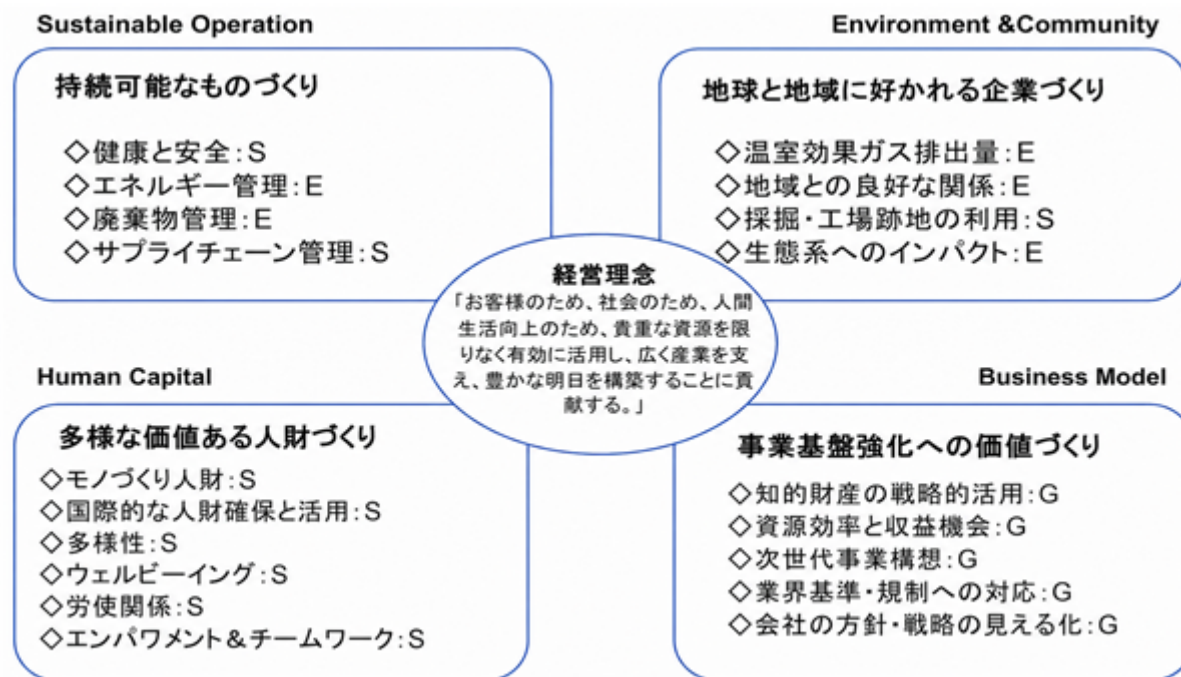 Sustainable Operation
持続可能なものづくり
◇健康と安全:S
◇エネルギー管理:E
◇廃棄物管理:E
◇サプライチェーン管理:S
Environment &Community
地球と地域に好かれる企業づくり
◇温室効果ガス排出量:E
◇地域との良好な関係:E
◇採掘・工場跡地の利用:S
◇生態系へのインパクト:E
経営理念
「お客様のため、社会のため、人間
生活向上のため、貴重な資源を限
りなく有効に活用し、広く産業を支
え、豊かな明日を構築することに貢
献する。」
Human Capital
多様な価値ある人財づくり
◇モノづくり人財:S
◇国際的な人財確保と活用:S
◇多様性:S
◇ウェルビーイング:S
◇労使関係:S
◇エンパワメント&チームワーク:S
Business Model
事業基盤強化への価値づくり
◇知的財産の戦略的活用:G
◇資源効率と収益機会:G
◇次世代事業構想:G
◇業界基準・規制への対応:G
◇会社の方針・戦略の見える化:G